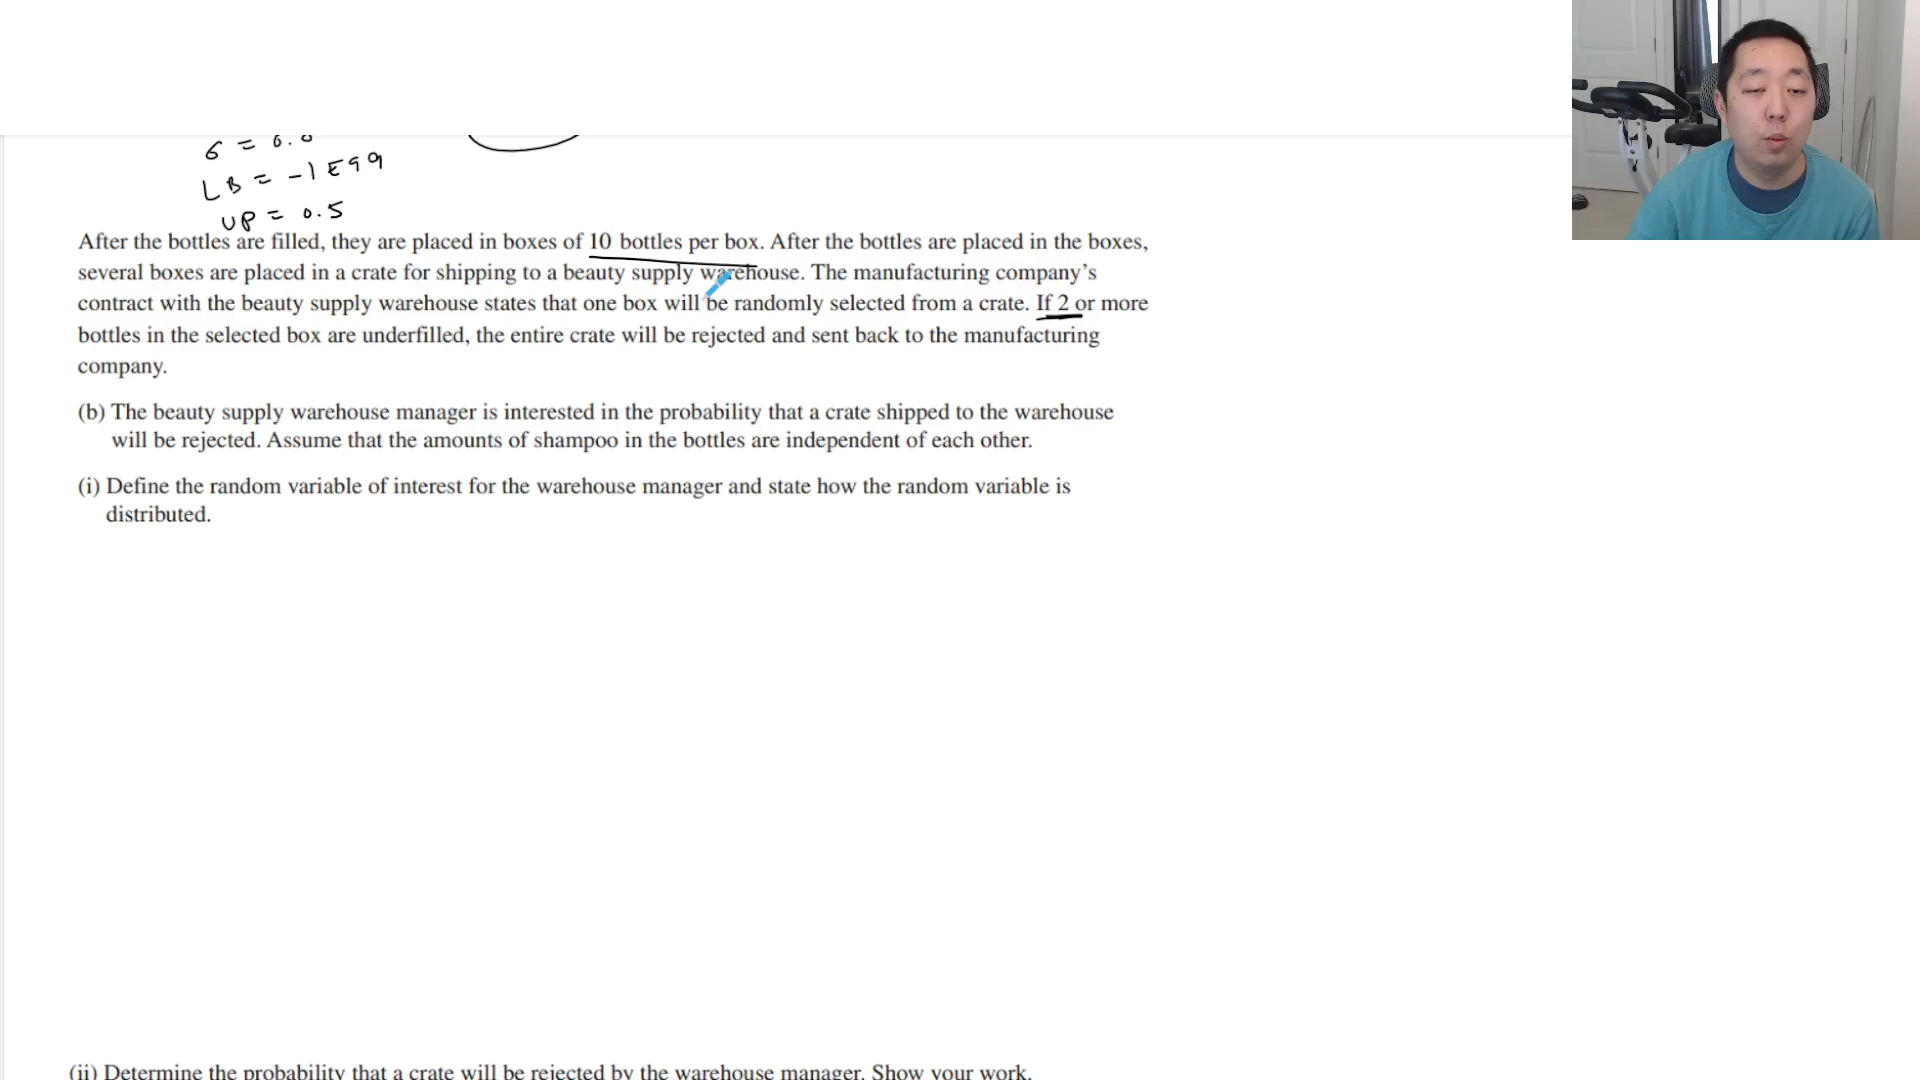 LB = -1E99
UP = 0.5
After the bottles are filled, they are placed in boxes of 10 bottles per box. After the bottles are placed in the boxes,
several boxes are placed in a crate for shipping to a beauty supply warehouse. The manufacturing company's
contract with the beauty supply warehouse states that one box will be randomly selected from a crate. If 2 or more
bottles in the selected box are underfilled, the entire crate will be rejected and sent back to the manufacturing
company.
(b) The beauty supply warehouse manager is interested in the probability that a crate shipped to the warehouse
will be rejected. Assume that the amounts of shampoo in the bottles are independent of each other.
(i) Define the random variable of interest for the warehouse manager and state how the random variable is
distributed.
(ii) Determine the probability that a crate will be rejected by the warehouse manager. Show your work.